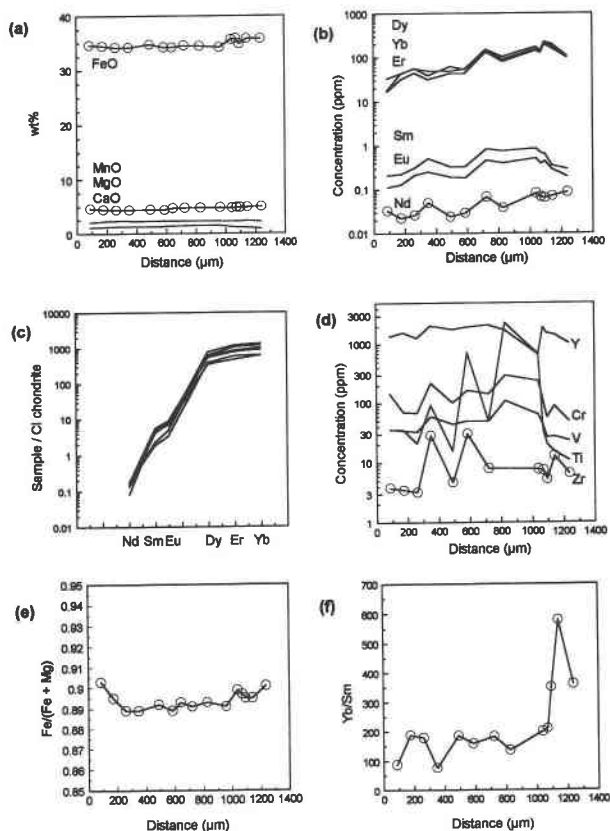 (a)
40
35
30
25
20
15
10
5
0
wt%
FeO
MnO
MgO
CaO
0 200 400 600 800 1000 1200 1400
Distance (µm)
(b)
1000
100
10
1
0.1
0.01
Concentration (ppm)
Dy
Yb
Er
Sm
Eu
Nd
0 200 400 600 800 1000 1200 1400
Distance (µm)
(c)
10000
1000
100
10
1
0.1
0.01
Sample / CI chondrite
Nd Sm Eu Dy Er Yb
(d)
3000
1000
300
100
30
10
3
1
Concentration (ppm)
Y
Cr
V
Ti
Zr
0 200 400 600 800 1000 1200 1400
Distance (µm)
(e)
0.95
0.94
0.93
0.92
0.91
0.9
0.89
0.88
0.87
0.86
0.85
Fe/(Fe + Mg)
0 200 400 600 800 1000 1200 1400
Distance (µm)
(f)
700
600
500
400
300
200
100
0
Yb/Sm
0 200 400 600 800 1000 1200 1400
Distance (µm)